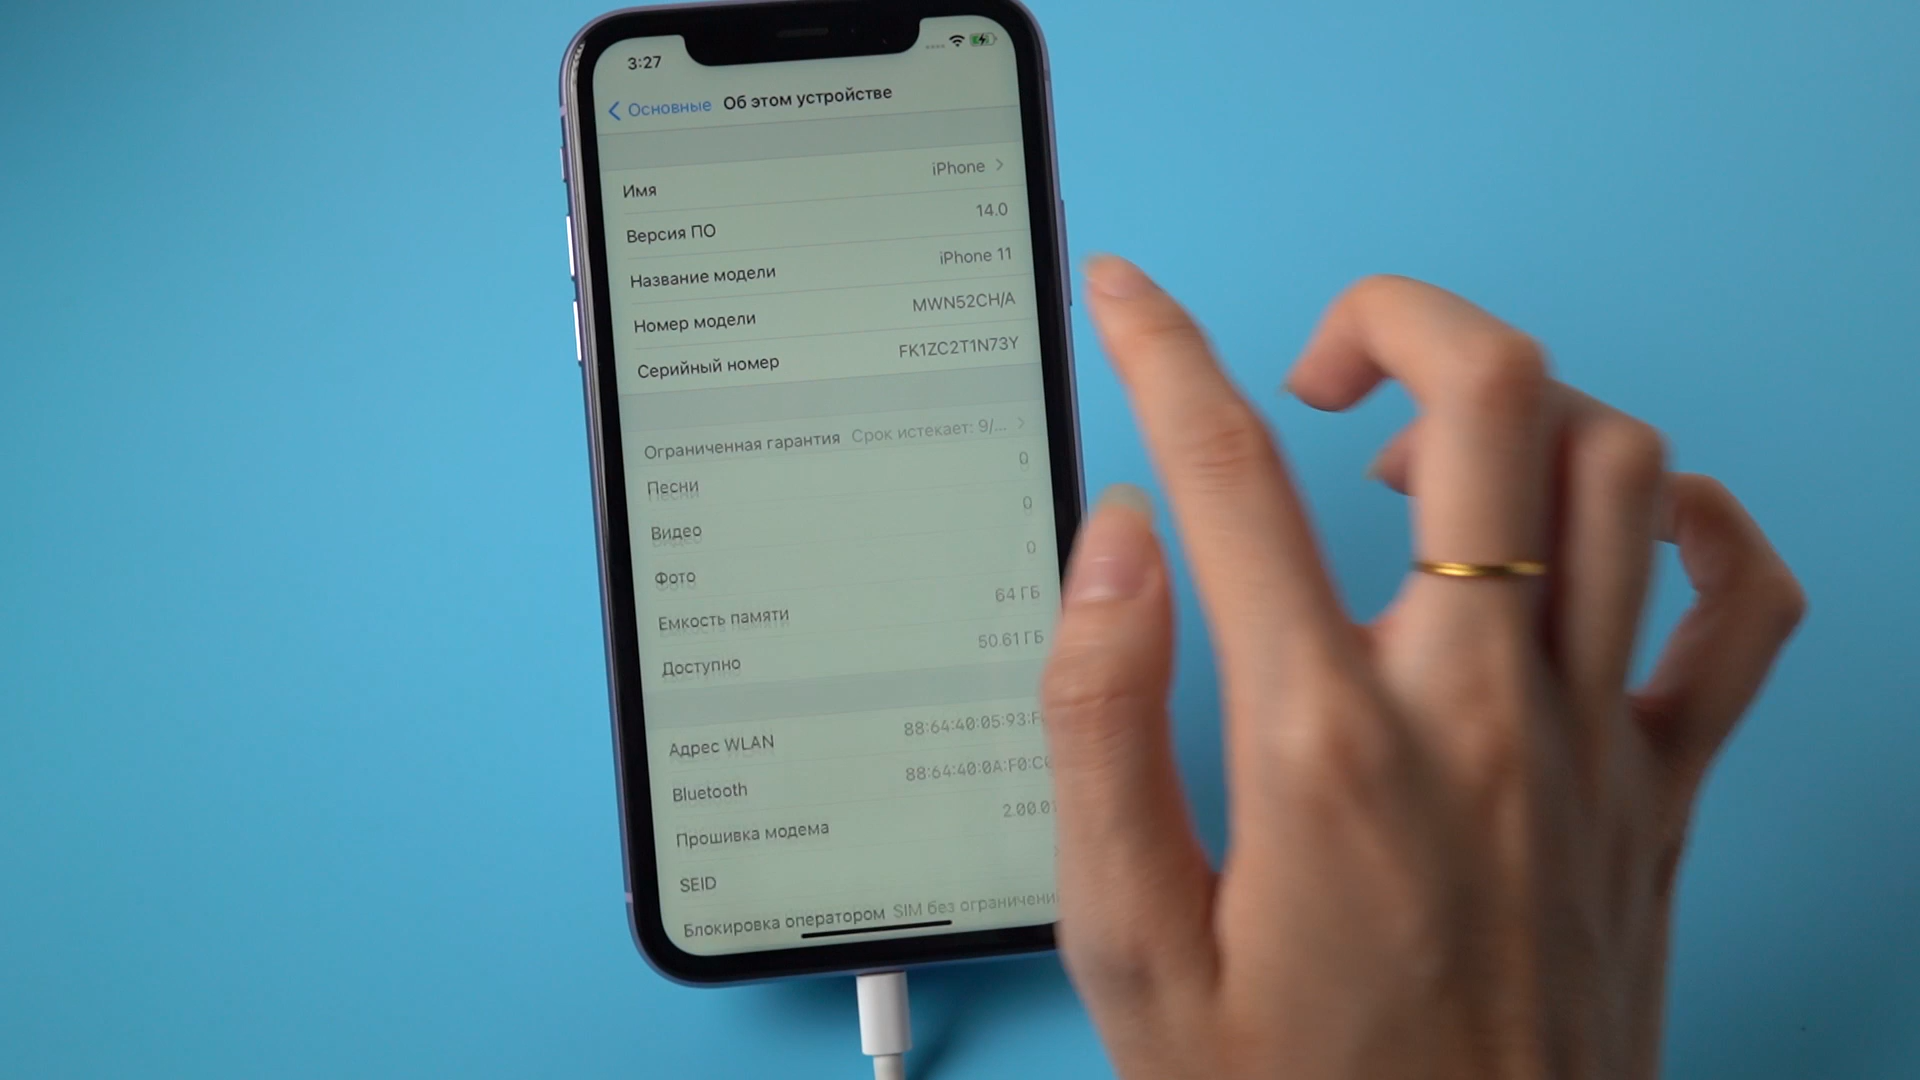 3:27
Основные Об этом устройстве
Имя iPhone
Версия ПО 14.0
Название модели iPhone 11
Номер модели MWN52CH/A
Серийный номер FK1ZC2T1N73Y
Ограниченная гарантия Срок истекает: 9/...
Песни 0
Видео 0
Фото 0
Емкость памяти 64 ГБ
Доступно 50.61 ГБ
Адрес WLAN 88:64:40:05:93:F
Bluetooth 88:64:40:0A:F0:C
Прошивка модема 2.00.0
SEID
Блокировка оператором SIM без ограничени